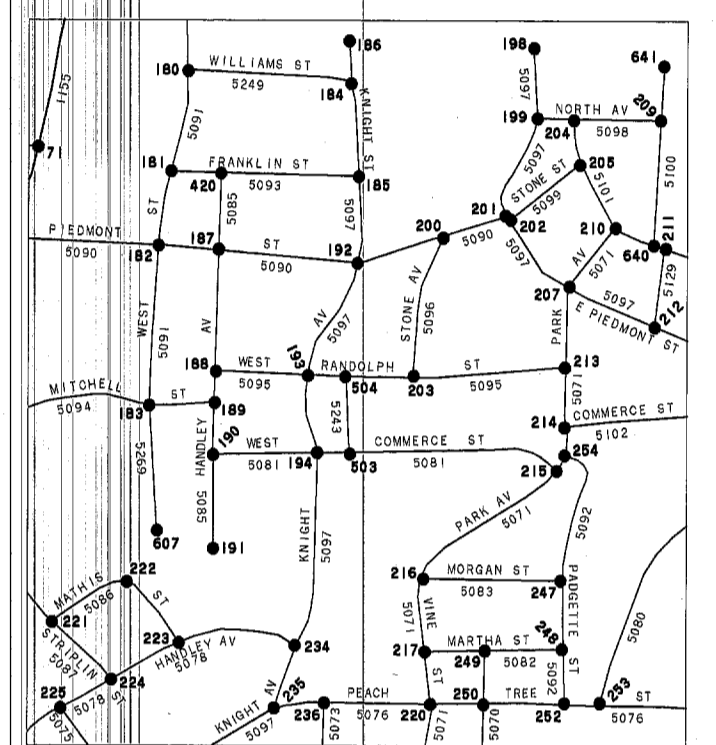 186
198
641
180
WILLIAMS ST
5249
184
5097
1155
209
199
NORTH AV
204
5098
5091
KNIGHT ST
71
181
FRANKLIN ST
5093
420
185
5097
STONE ST
5099
205
5101
5100
5085
ST
5097
201
202
200
5090
210
211
PIEDMONT
5090
182
187
ST
5090
192
5097
AV
5071
640
5129
207
5097
E PIEDMONT ST
212
WEST
5091
AV
AV
5097
STONE AV
5096
PARK
188
WEST
5095
193
RANDOLPH
504
203
ST
5095
213
MITCHELL
5094
ST
183
189
5071
190
5243
214
COMMERCE ST
5102
5269
HANDLEY
WEST
5081
194
503
COMMERCE ST
5081
254
215
5085
607
191
KNIGHT
5097
PARK AV
5071
5092
222
216
MORGAN ST
5083
247
MATHIS
5086
ST
221
5071
VINE
PADGETTE
5080
STRIPLIN
5087
223
HANDLEY AV
5078
234
217
MARTHA ST
249
5082
248
224
ST
5078
225
5075
KNIGHT AV
5097
235
236
5073
PEACH
5076
ST
220
5071
250
5070
TREE
ST
5092
252
253
ST
5076